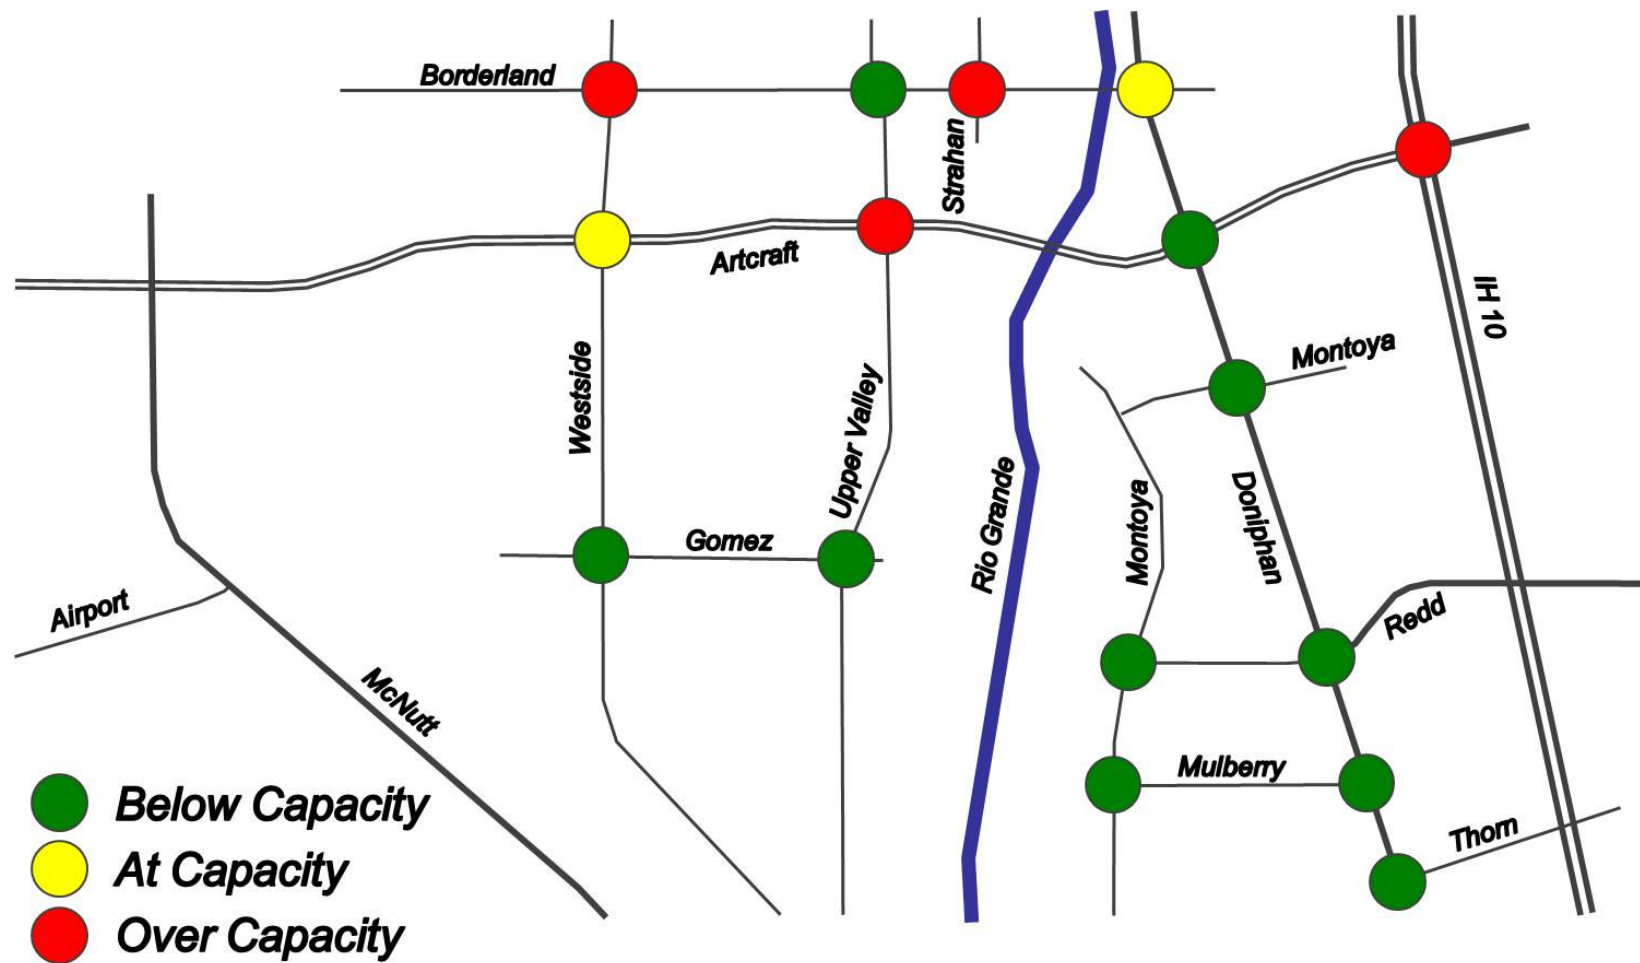 Borderland
Strahan
Artcraft
IH 10
Montoya
Westside
Upper Valley
Rio Grande
Montoya
Doniphan
Gomez
Airport
Redd
McNutt
Mulberry
Thorn
Below Capacity
At Capacity
Over Capacity